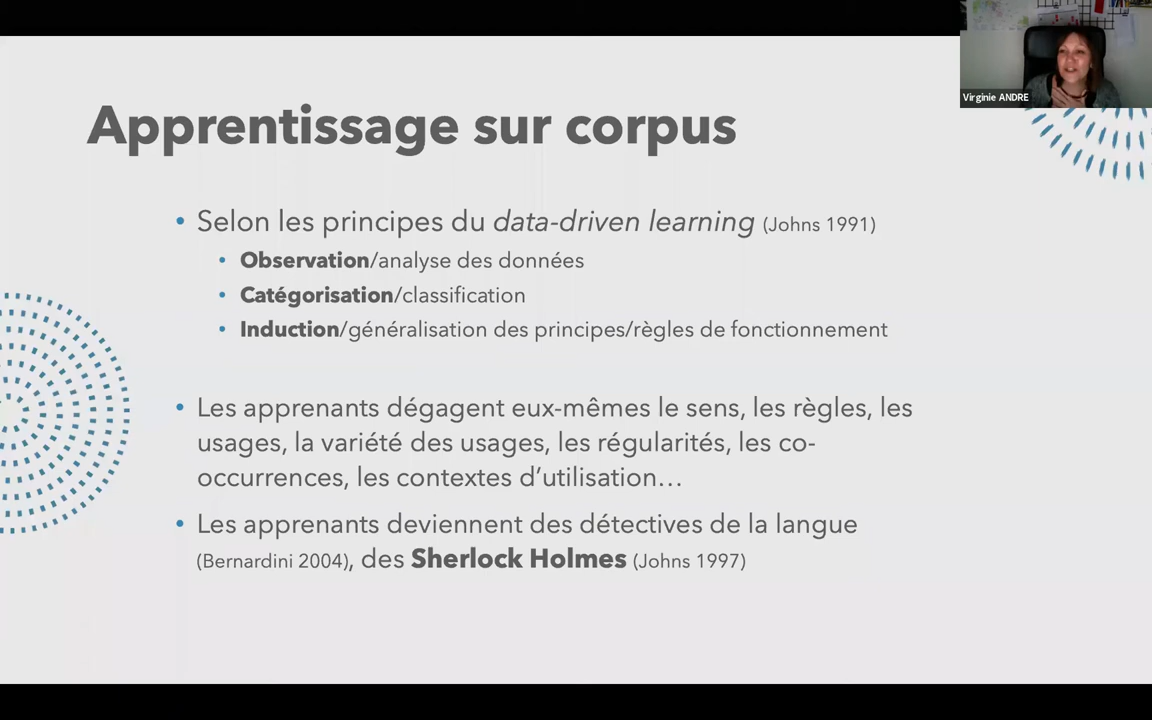 Virginie ANDRE
Apprentissage sur corpus
• Selon les principes du data-driven learning (Johns 1991)
• Observation/analyse des données
• Catégorisation/classification
• Induction/généralisation des principes/règles de fonctionnement
• Les apprenants dégagent eux-mêmes le sens, les règles, les
usages, la variété des usages, les régularités, les co-
occurrences, les contextes d’utilisation…
• Les apprenants deviennent des détectives de la langue
(Bernardini 2004), des Sherlock Holmes (Johns 1997)